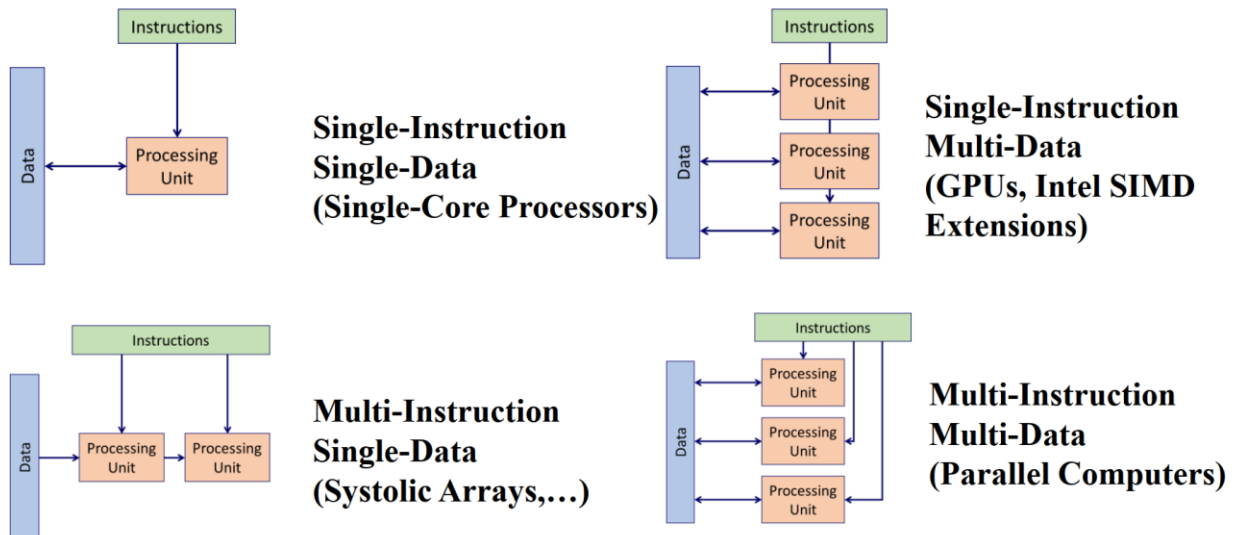 Instructions
Data
Processing
Unit
Single-Instruction
Single-Data
(Single-Core Processors)
Instructions
Data
Processing
Unit
Processing
Unit
Processing
Unit
Single-Instruction
Multi-Data
(GPUs, Intel SIMD
Extensions)
Instructions
Data
Processing
Unit
Processing
Unit
Multi-Instruction
Single-Data
(Systolic Arrays,…)
Instructions
Data
Processing
Unit
Processing
Unit
Processing
Unit
Multi-Instruction
Multi-Data
(Parallel Computers)